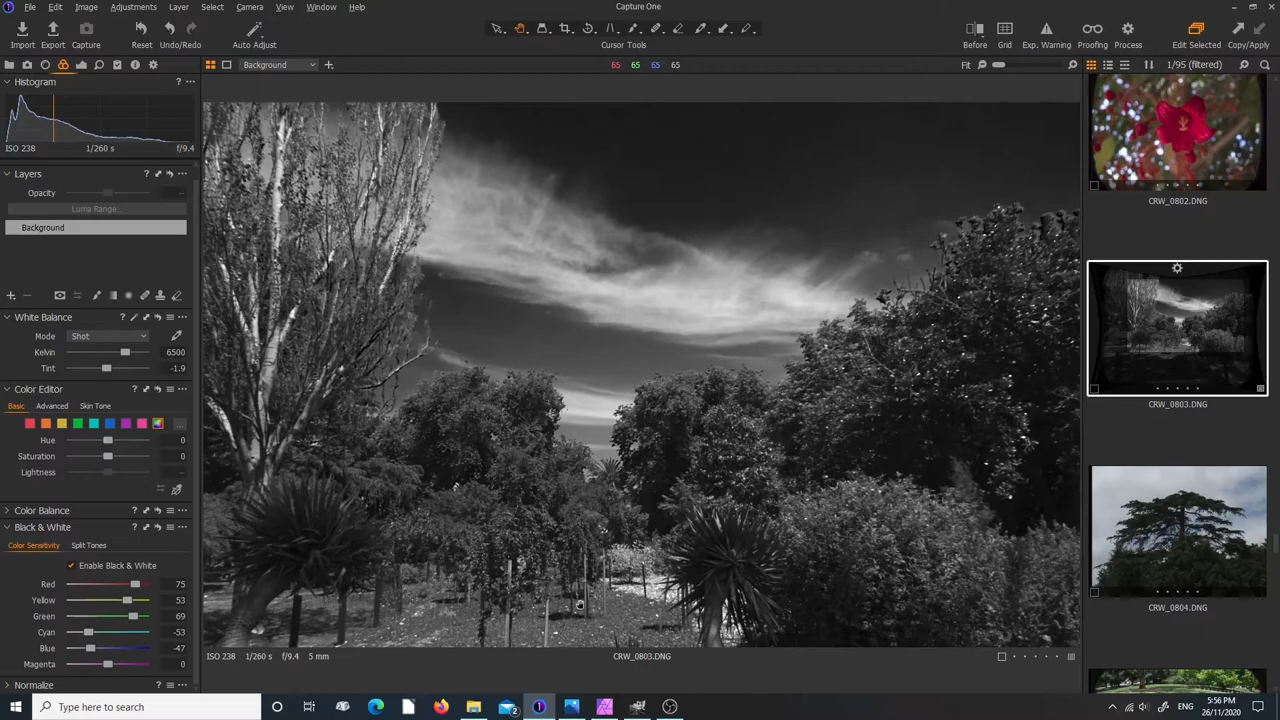 Capture One
File Edit Image Adjustments Layer Select Camera View Window Help
Import Export Capture Reset Undo/Redo Auto Adjust Cursor Tools Before Grid Exp. Warning Proofing Process Edit Selected Copy/Apply
Background 65 65 65 65 Fit 1/95 (filtered)
Histogram ?
ISO 238 1/260 s f/9.4
Layers ?
Opacity
Luma Range...
Background
White Balance ?
Mode Shot
Kelvin 6500
Tint -1.9
Color Editor ?
Basic Advanced Skin Tone
Hue 0
Saturation 0
Lightness
Color Balance ?
Black & White ?
Color Sensitivity Split Tones
Enable Black & White
Red 75
Yellow 53
Green 69
Cyan -53
Blue -47
Magenta 0
Normalize ?
ISO 238 1/260 s f/9.4 5 mm CRW_0803.DNG
CRW_0802.DNG
CRW_0803.DNG
CRW_0804.DNG
Type here to search
2
ENG
5:56 PM
26/11/2020